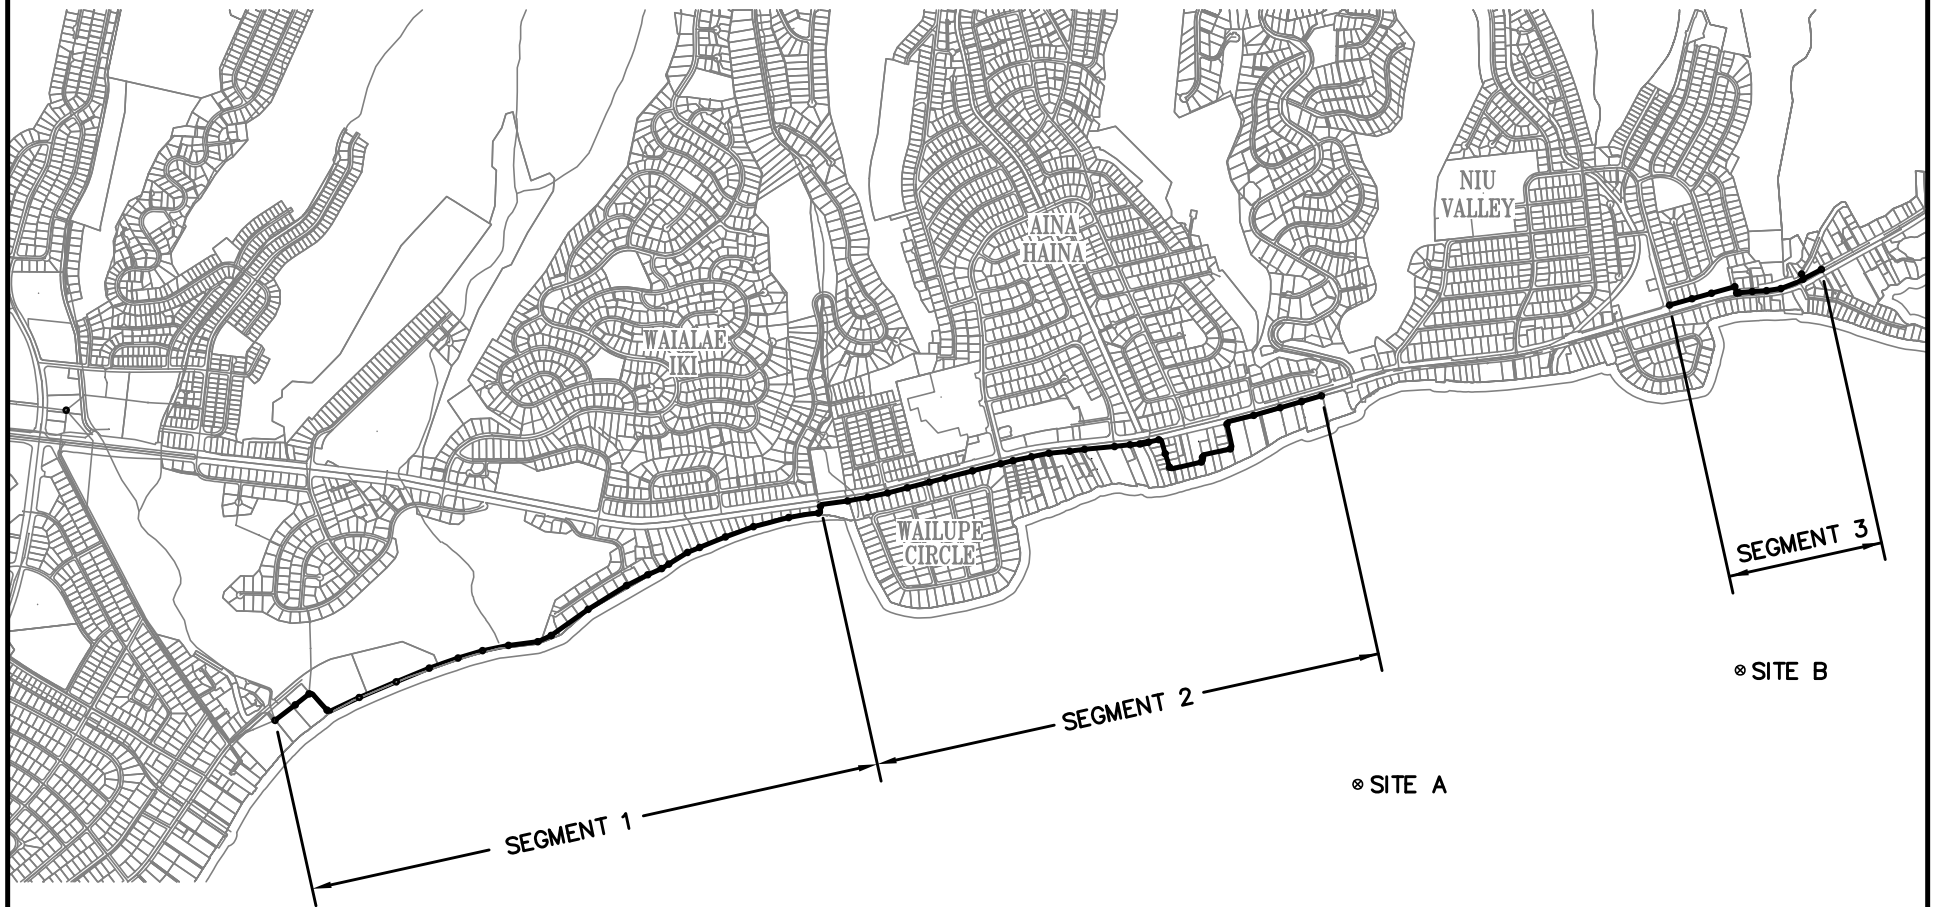 NIU
VALLEY
AINA
HAINA
WAIALAE
IKI
WAILUPE
CIRCLE
SEGMENT 3
SITE B
SEGMENT 2
SITE A
SEGMENT 1